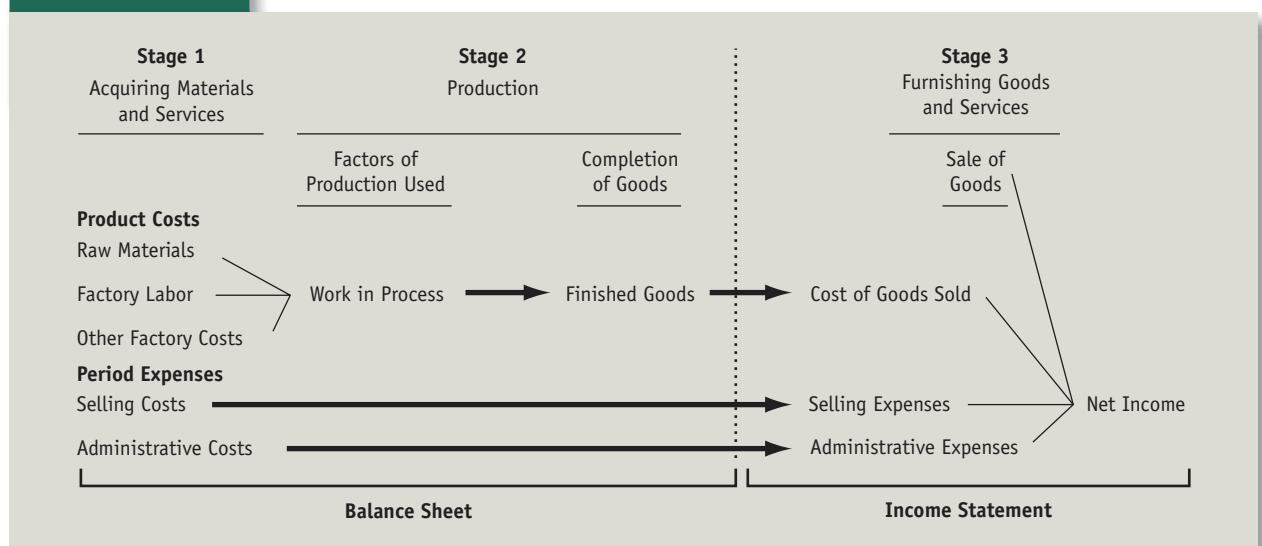 Stage 1
Acquiring Materials
and Services
Stage 2
Production
Stage 3
Furnishing Goods
and Services
Factors of
Production Used
Completion
of Goods
Sale of
Goods
Product Costs
Raw Materials
Factory Labor
Work in Process
Finished Goods
Cost of Goods Sold
Other Factory Costs
Period Expenses
Selling Costs
Selling Expenses
Net Income
Administrative Costs
Administrative Expenses
Balance Sheet
Income Statement